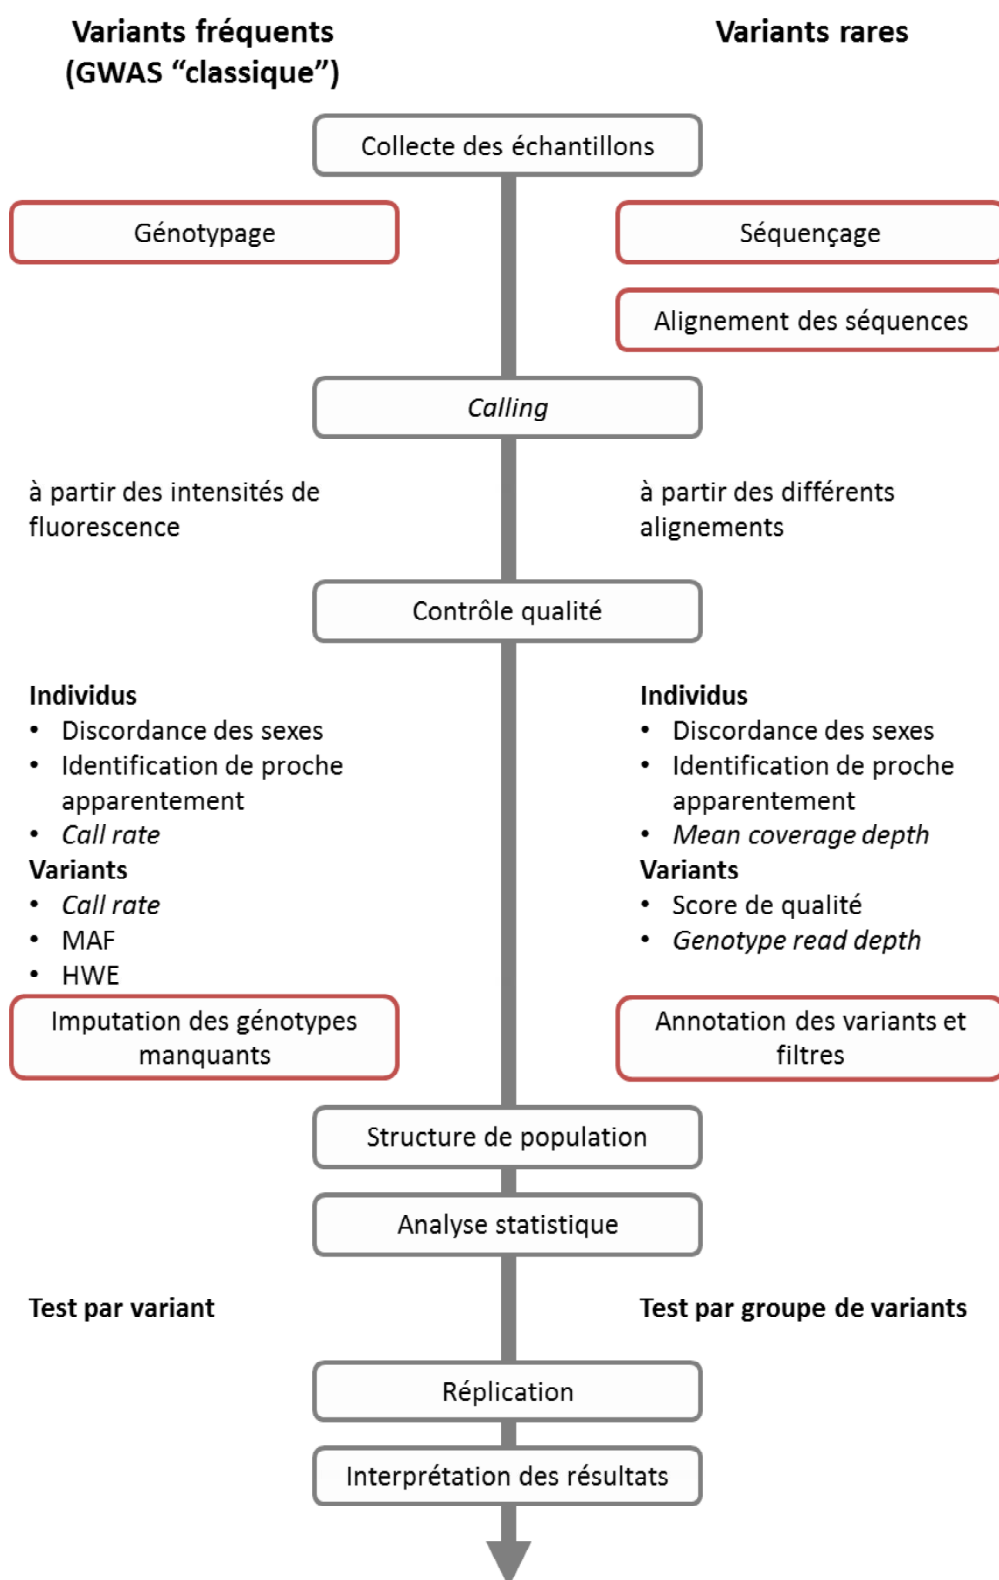 Variants fréquents
(GWAS “classique”)
Variants rares
Collecte des échantillons
Génotypage
Séquençage
Alignement des séquences
Calling
à partir des intensités de
fluorescence
à partir des différents
alignements
Contrôle qualité
Individus
• Discordance des sexes
• Identification de proche
apparentement
• Call rate
Variants
• Call rate
• MAF
• HWE
Individus
• Discordance des sexes
• Identification de proche
apparentement
• Mean coverage depth
Variants
• Score de qualité
• Genotype read depth
Imputation des génotypes
manquants
Annotation des variants et
filtres
Structure de population
Analyse statistique
Test par variant
Test par groupe de variants
Réplication
Interprétation des résultats